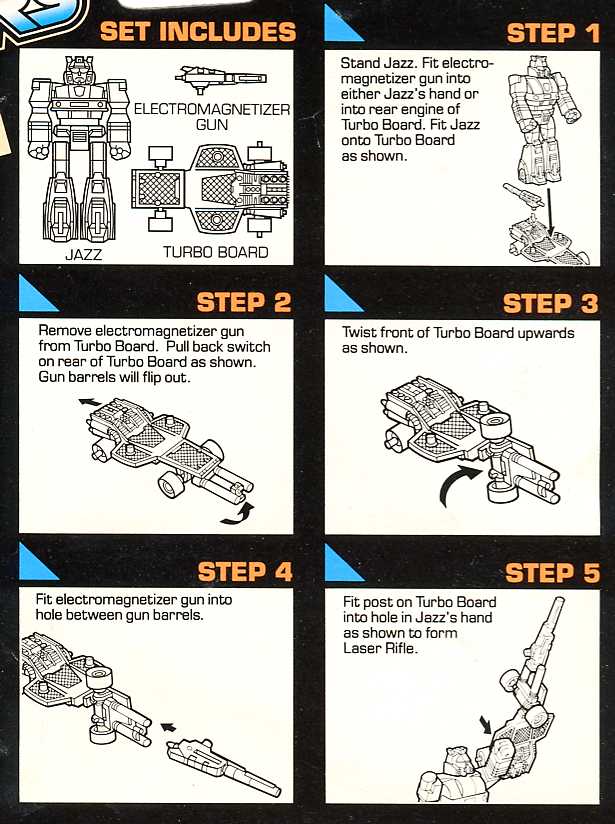 SET INCLUDES
ELECTROMAGNETIZER
GUN
JAZZ
TURBO BOARD
STEP 1
Stand Jazz. Fit electro-
magnetizer gun into
either Jazz's hand or
into rear engine of
Turbo Board. Fit Jazz
onto Turbo Board
as shown.
STEP 2
Remove electromagnetizer gun
from Turbo Board. Pull back switch
on rear of Turbo Board as shown.
Gun barrels will flip out.
STEP 3
Twist front of Turbo Board upwards
as shown.
STEP 4
Fit electromagnetizer gun into
hole between gun barrels.
STEP 5
Fit post on Turbo Board
into hole in Jazz's hand
as shown to form
Laser Rifle.